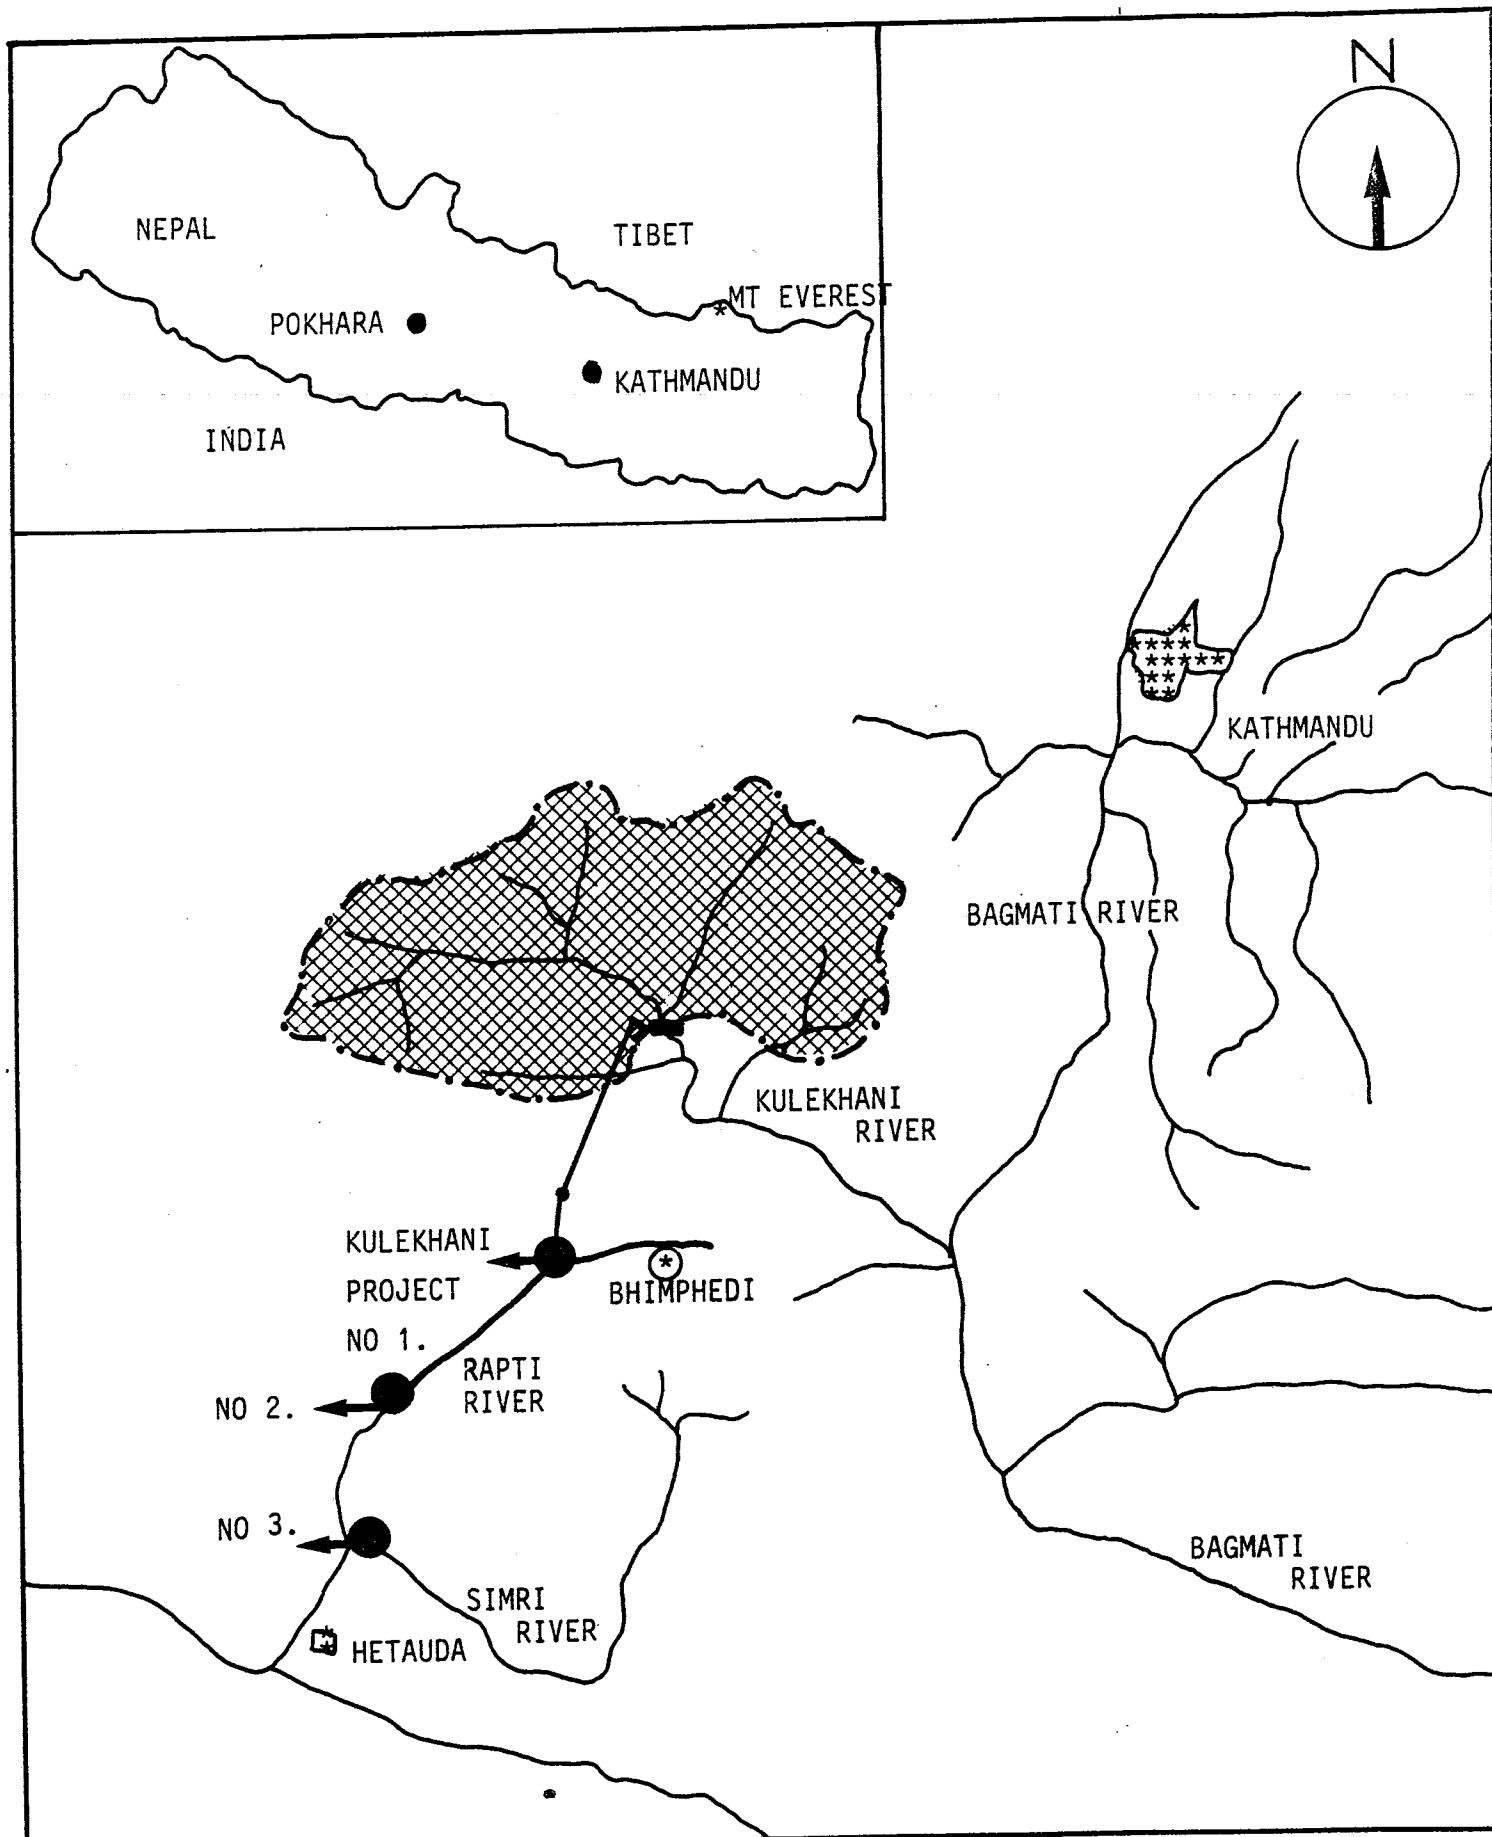 N
NEPAL
TIBET
MT EVEREST
POKHARA
KATHMANDU
INDIA
KATHMANDU
BAGMATI RIVER
KULEKHANI
RIVER
KULEKHANI
PROJECT
NO 1.
BHIMPHEDI
RAPTI
RIVER
NO 2.
NO 3.
SIMRI
RIVER
HETAUDA
BAGMATI
RIVER